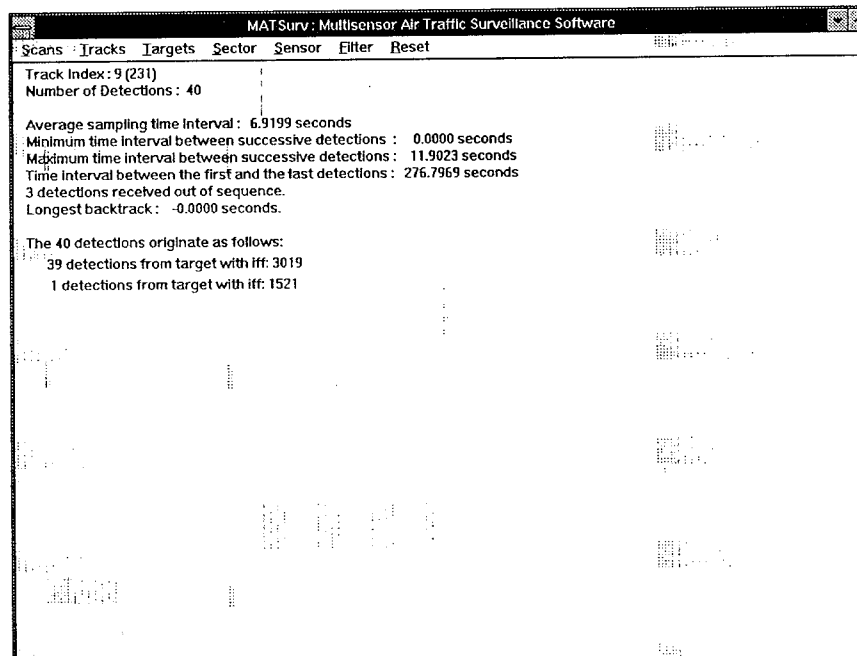 MATSurv : Multisensor Air Traffic Surveillance Software
Scans Tracks Targets Sector Sensor Filter Reset
Track Index : 9 (231)
Number of Detections : 40
Average sampling time interval : 6.9199 seconds
Minimum time interval between successive detections : 0.0000 seconds
Maximum time interval between successive detections : 11.9023 seconds
Time interval between the first and the last detections : 276.7969 seconds
3 detections received out of sequence.
Longest backtrack : -0.0000 seconds.
The 40 detections originate as follows:
39 detections from target with iff: 3019
1 detections from target with iff: 1521